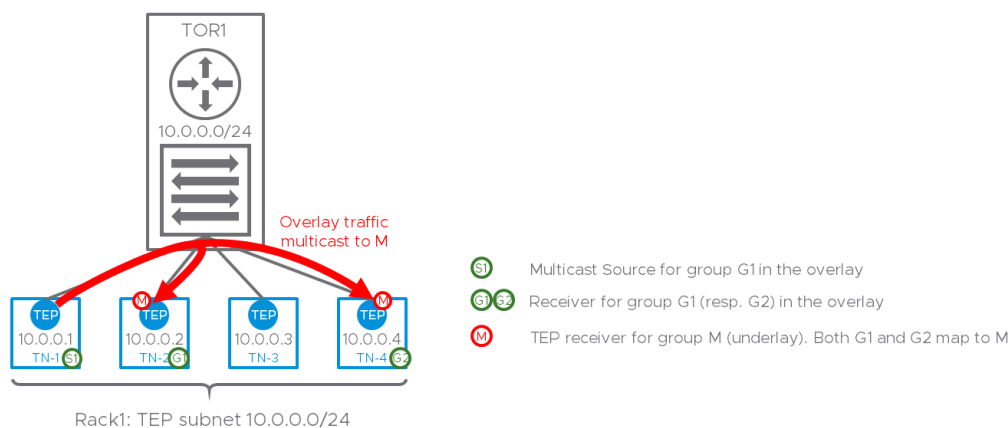 TOR1
10.0.0.0/24
Overlay traffic
multicast to M
M
M
TEP
TEP
TEP
TEP
10.0.0.1
10.0.0.2
10.0.0.3
10.0.0.4
TN-1
S1
TN-2
G1
TN-3
TN-4
G2
Rack1: TEP subnet 10.0.0.0/24
S1 Multicast Source for group G1 in the overlay
G1 G2 Receiver for group G1 (resp. G2) in the overlay
M TEP receiver for group M (underlay). Both G1 and G2 map to M